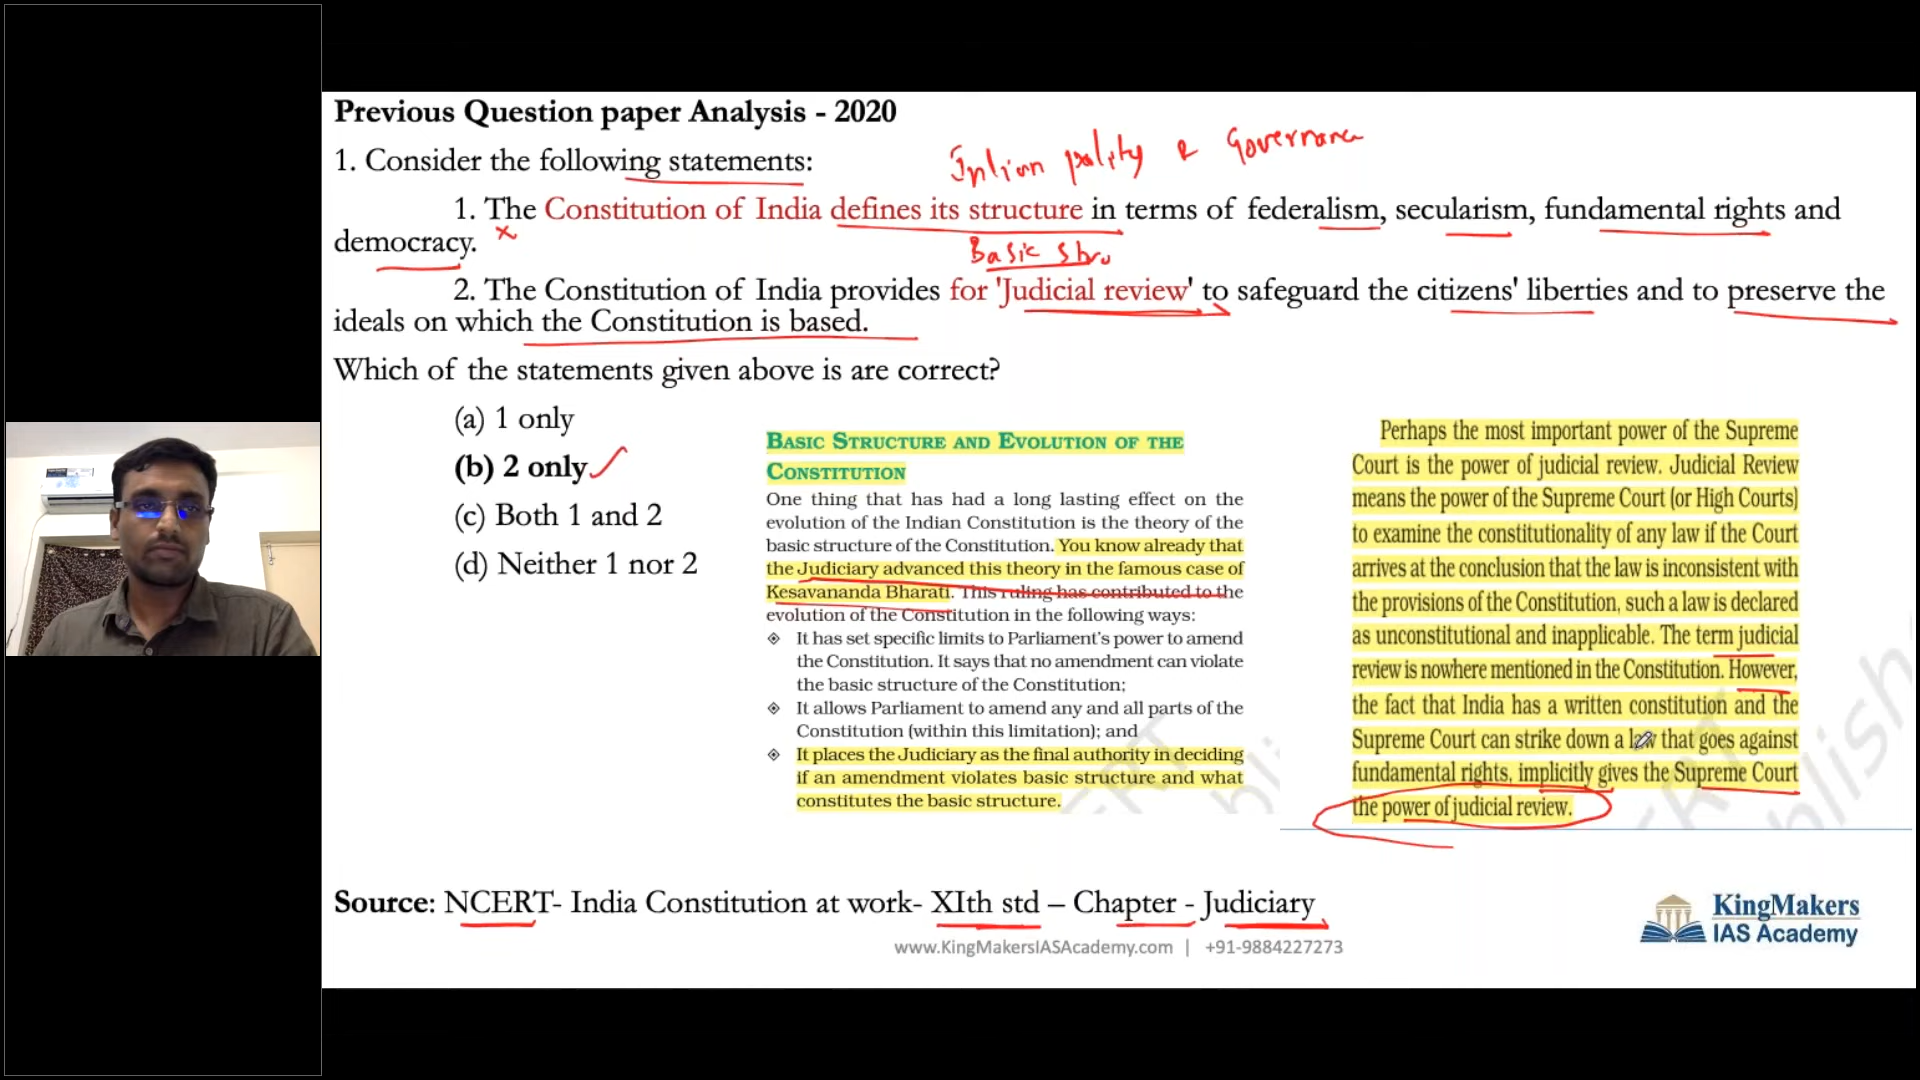 Previous Question paper Analysis - 2020
Indian polity & Governance
1. Consider the following statements:
1. The Constitution of India defines its structure in terms of federalism, secularism, fundamental rights and
democracy.
Basic Stru
2. The Constitution of India provides for 'Judicial review' to safeguard the citizens' liberties and to preserve the
ideals on which the Constitution is based.
Which of the statements given above is are correct?
(a) 1 only
(b) 2 only
(c) Both 1 and 2
(d) Neither 1 nor 2
BASIC STRUCTURE AND EVOLUTION OF THE
CONSTITUTION
One thing that has had a long lasting effect on the
evolution of the Indian Constitution is the theory of the
basic structure of the Constitution. You know already that
the Judiciary advanced this theory in the famous case of
Kesavananda Bharati. This ruling has contributed to the
evolution of the Constitution in the following ways:
It has set specific limits to Parliament's power to amend
the Constitution. It says that no amendment can violate
the basic structure of the Constitution;
It allows Parliament to amend any and all parts of the
Constitution (within this limitation); and
It places the Judiciary as the final authority in deciding
if an amendment violates basic structure and what
constitutes the basic structure.
Perhaps the most important power of the Supreme
Court is the power of judicial review. Judicial Review
means the power of the Supreme Court (or High Courts)
to examine the constitutionality of any law if the Court
arrives at the conclusion that the law is inconsistent with
the provisions of the Constitution, such a law is declared
as unconstitutional and inapplicable. The term judicial
review is nowhere mentioned in the Constitution. However,
the fact that India has a written constitution and the
Supreme Court can strike down a law that goes against
fundamental rights, implicitly gives the Supreme Court
the power of judicial review.
Source: NCERT- India Constitution at work- XIth std – Chapter - Judiciary
www.KingMakersIASAcademy.com | +91-9884227273
KingMakers
IAS Academy